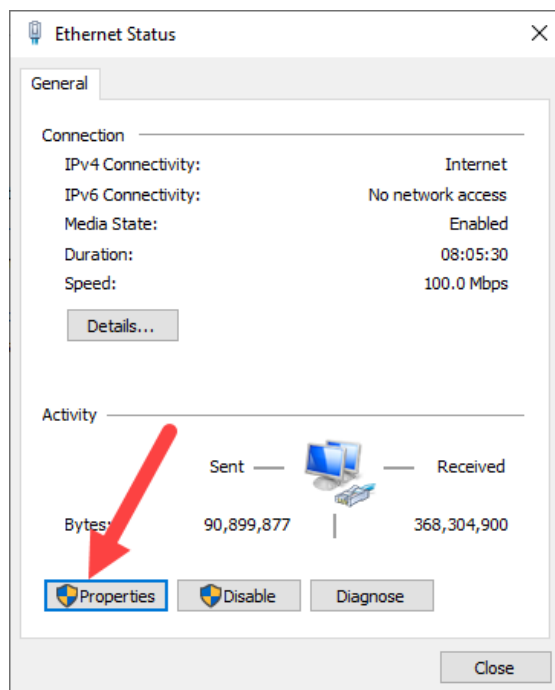 Ethernet Status
General
Connection
IPv4 Connectivity: Internet
IPv6 Connectivity: No network access
Media State: Enabled
Duration: 08:05:30
Speed: 100.0 Mbps
Details...
Activity
Sent Received
Bytes: 90,899,877 368,304,900
Properties Disable Diagnose
Close